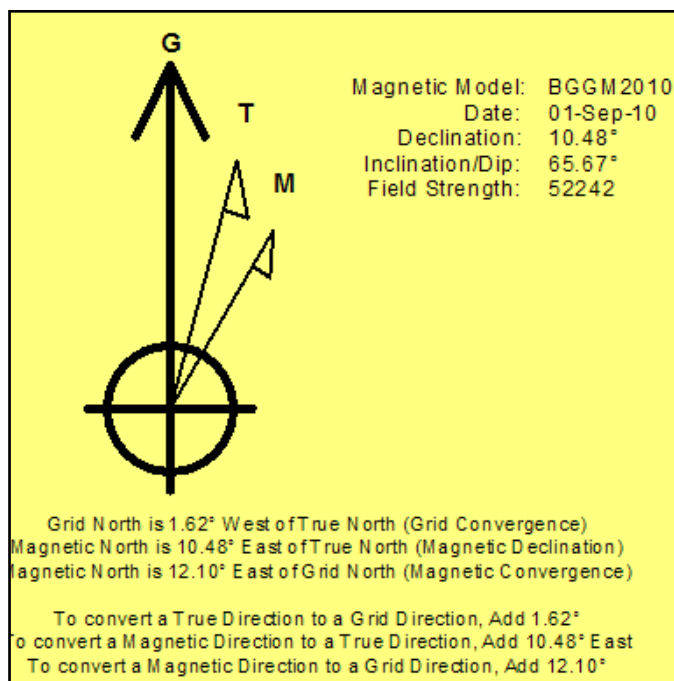 G
T
M
Magnetic Model: BGGM2010
Date: 01-Sep-10
Declination: 10.48°
Inclination/Dip: 65.67°
Field Strength: 52242
Grid North is 1.62° West of True North (Grid Convergence)
Magnetic North is 10.48° East of True North (Magnetic Declination)
Magnetic North is 12.10° East of Grid North (Magnetic Convergence)
To convert a True Direction to a Grid Direction, Add 1.62°
To convert a Magnetic Direction to a True Direction, Add 10.48° East
To convert a Magnetic Direction to a Grid Direction, Add 12.10°